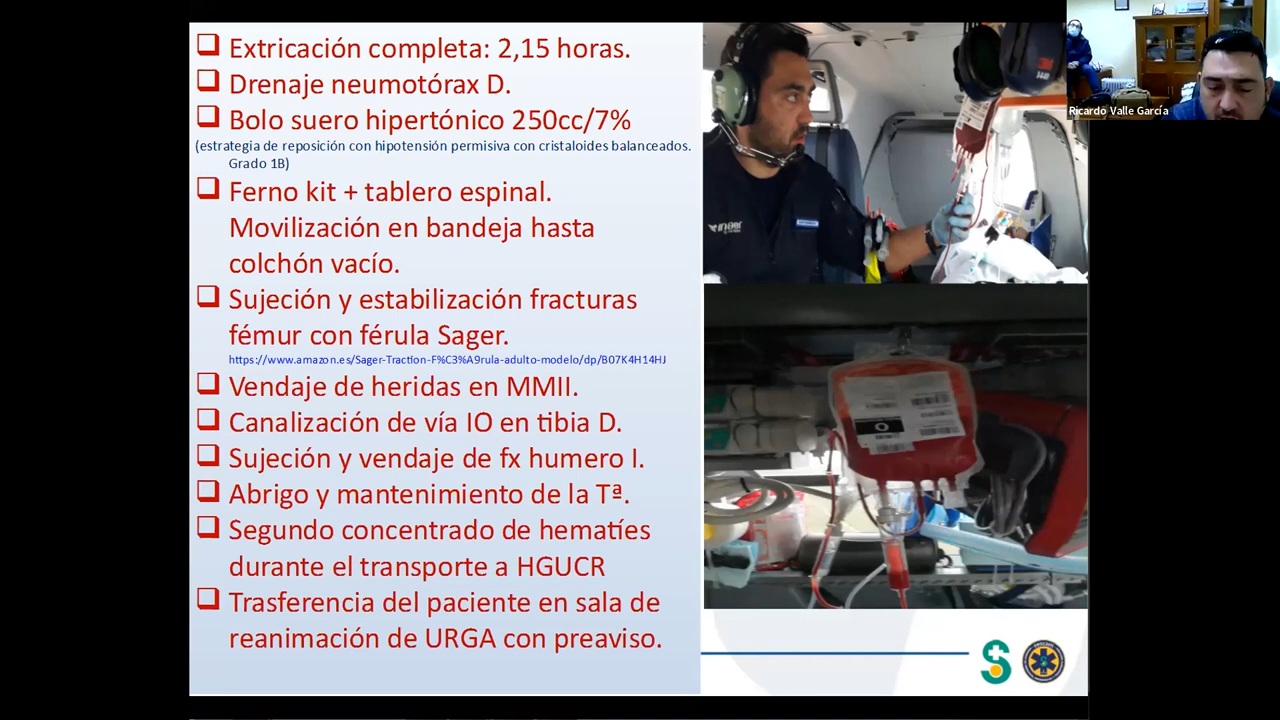 Extricación completa: 2,15 horas.
Drenaje neumotórax D.
Bolo suero hipertónico 250cc/7%
(estrategia de reposición con hipotensión permisiva con cristaloides balanceados.
Grado 1B)
Ferno kit + tablero espinal.
Movilización en bandeja hasta
colchón vacío.
Sujeción y estabilización fracturas
fémur con férula Sager.
https://www.amazon.es/Sager-Traction-F%C3%A9rula-adulto-modelo/dp/B07K4H14HJ
Vendaje de heridas en MMII.
Canalización de vía IO en tibia D.
Sujeción y vendaje de fx humero I.
Abrigo y mantenimiento de la Tª.
Segundo concentrado de hematíes
durante el transporte a HGUCR
Trasferencia del paciente en sala de
reanimación de URGA con preaviso.
3M
Ricardo Valle García